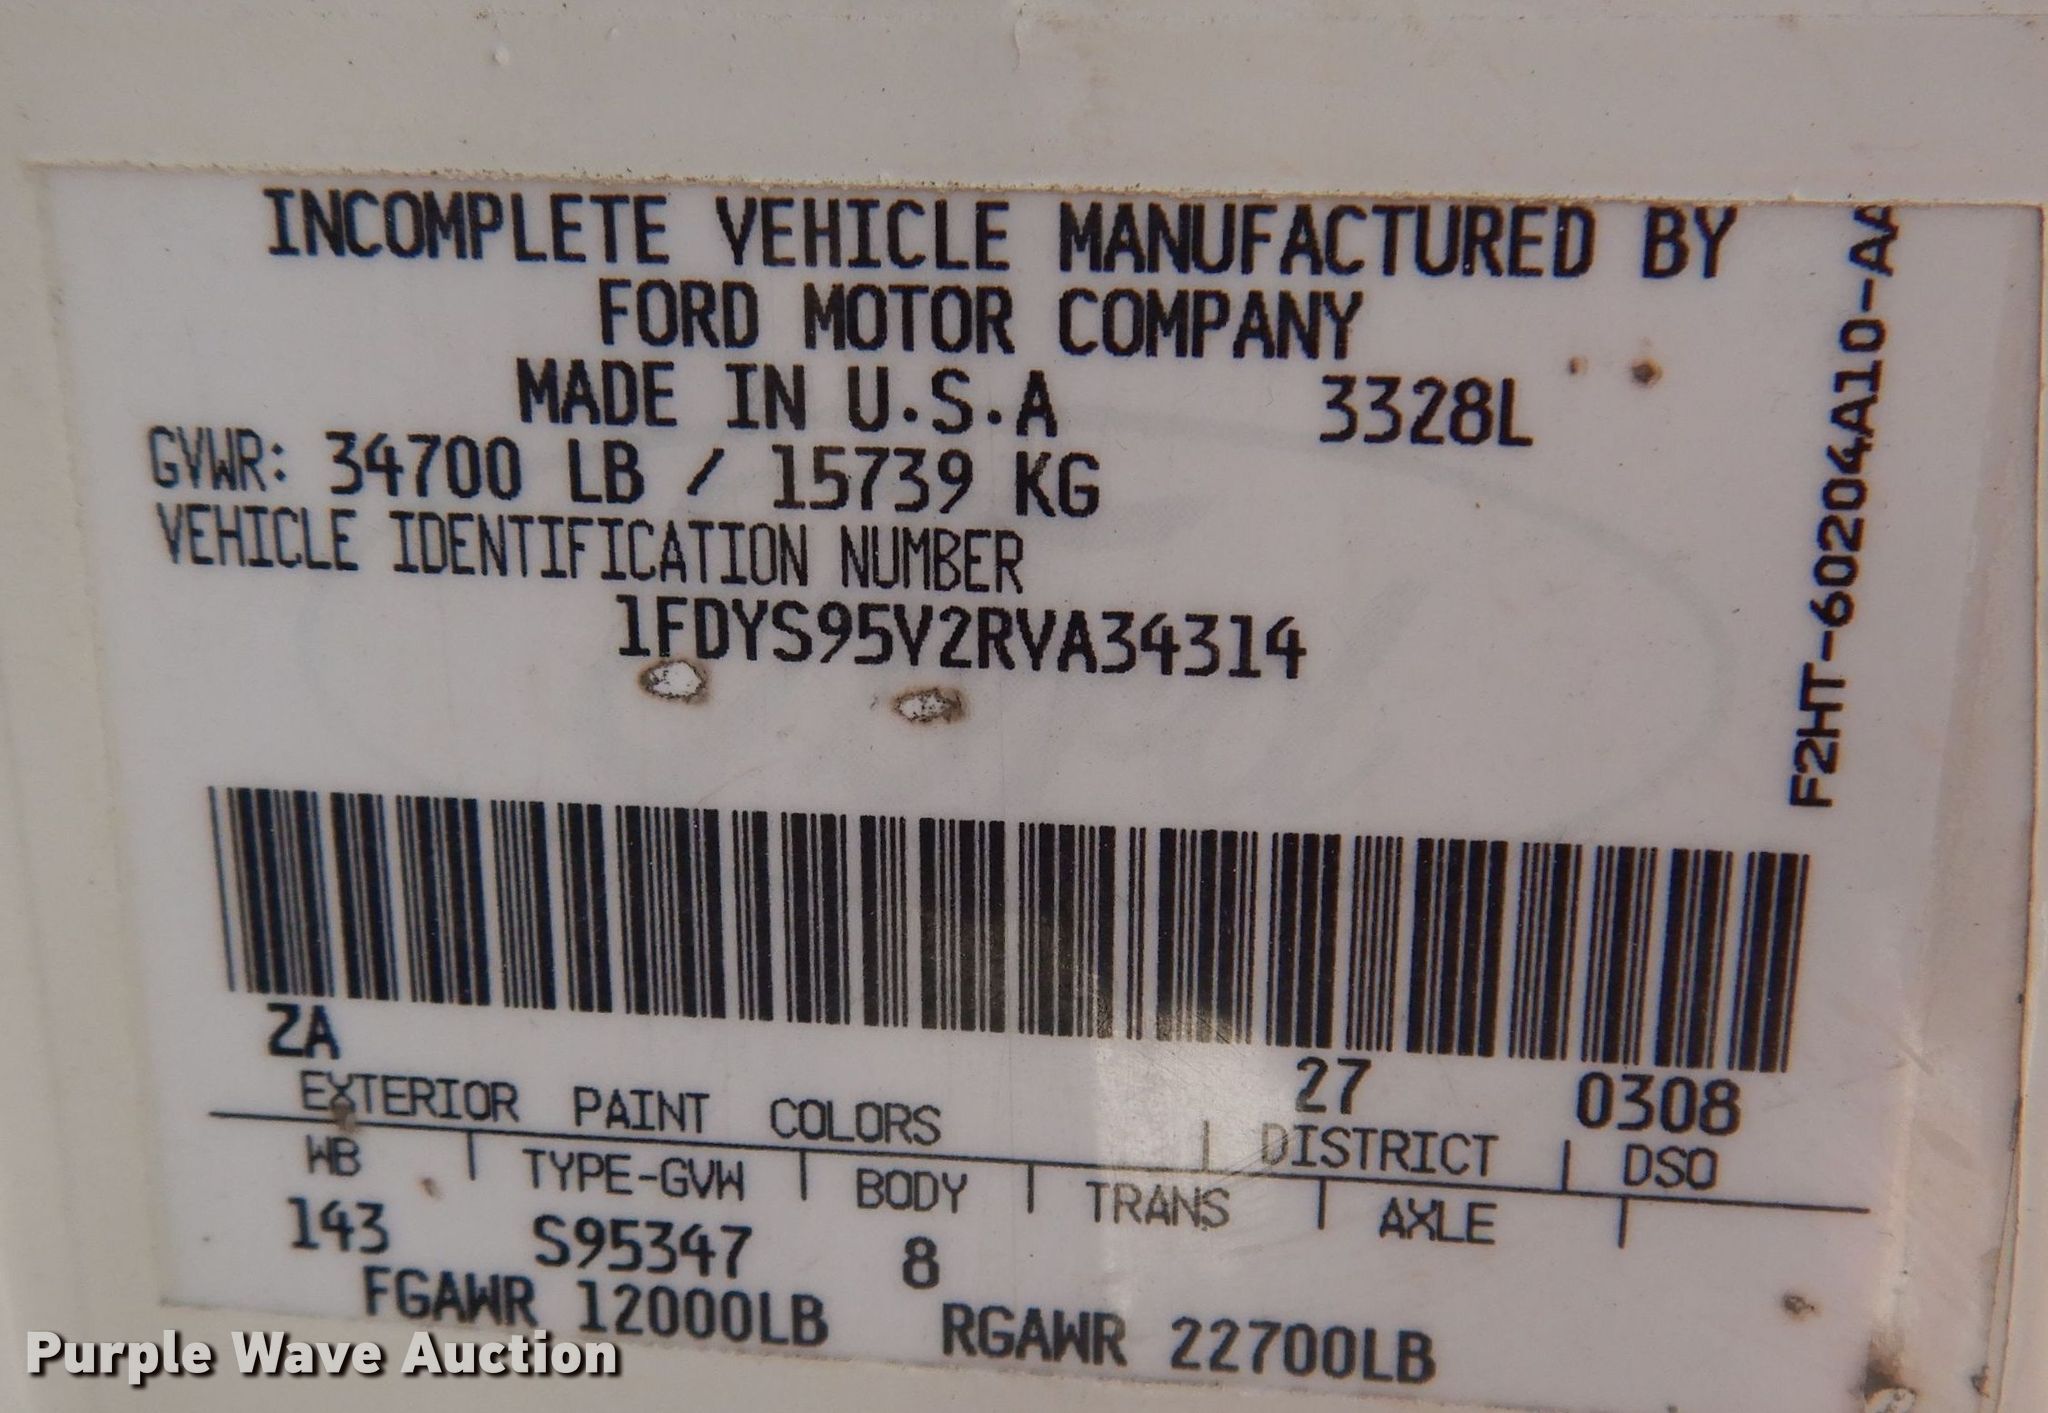 INCOMPLETE VEHICLE MANUFACTURED BY
FORD MOTOR COMPANY
MADE IN U.S.A 3328L
GVWR: 34700 LB / 15739 KG
VEHICLE IDENTIFICATION NUMBER
1FDYS95V2RVA34314
F2HT-60204A10-AA
ZA 27 0308
EXTERIOR PAINT COLORS DISTRICT DSO
WB TYPE-GVW BODY TRANS AXLE
143 S95347 8
FGAWR 12000LB RGAWR 22700LB
Purple Wave Auction